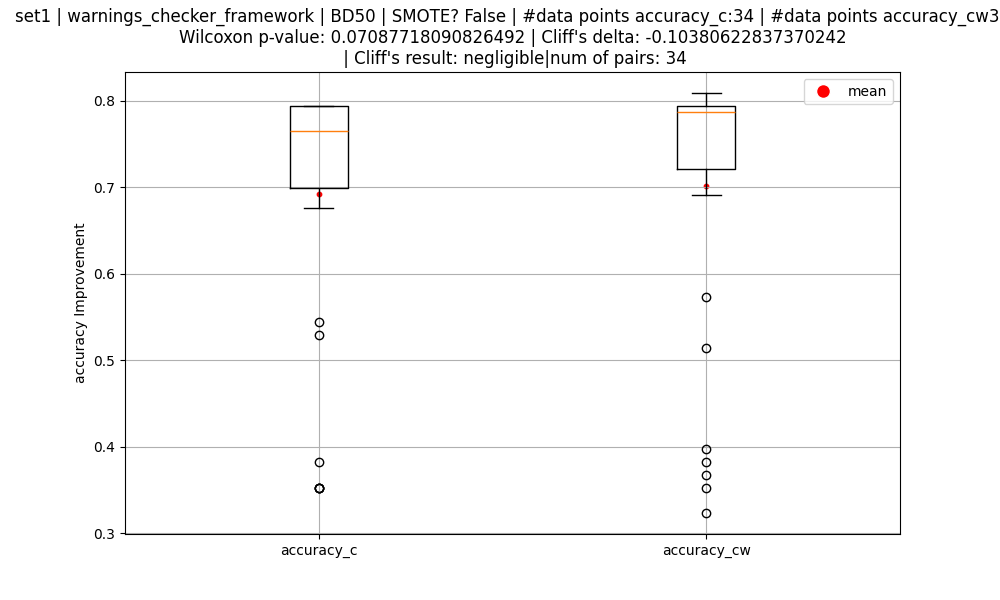 set1 | warnings_checker_framework | BD50 | SMOTE? False | #data points accuracy_c:34 | #data points accuracy_cw3
Wilcoxon p-value: 0.07087718090826492 | Cliff's delta: -0.10380622837370242
| Cliff's result: negligible|num of pairs: 34
mean
0.8
0.7
0.6
0.5
0.4
0.3
accuracy Improvement
accuracy_c
accuracy_cw